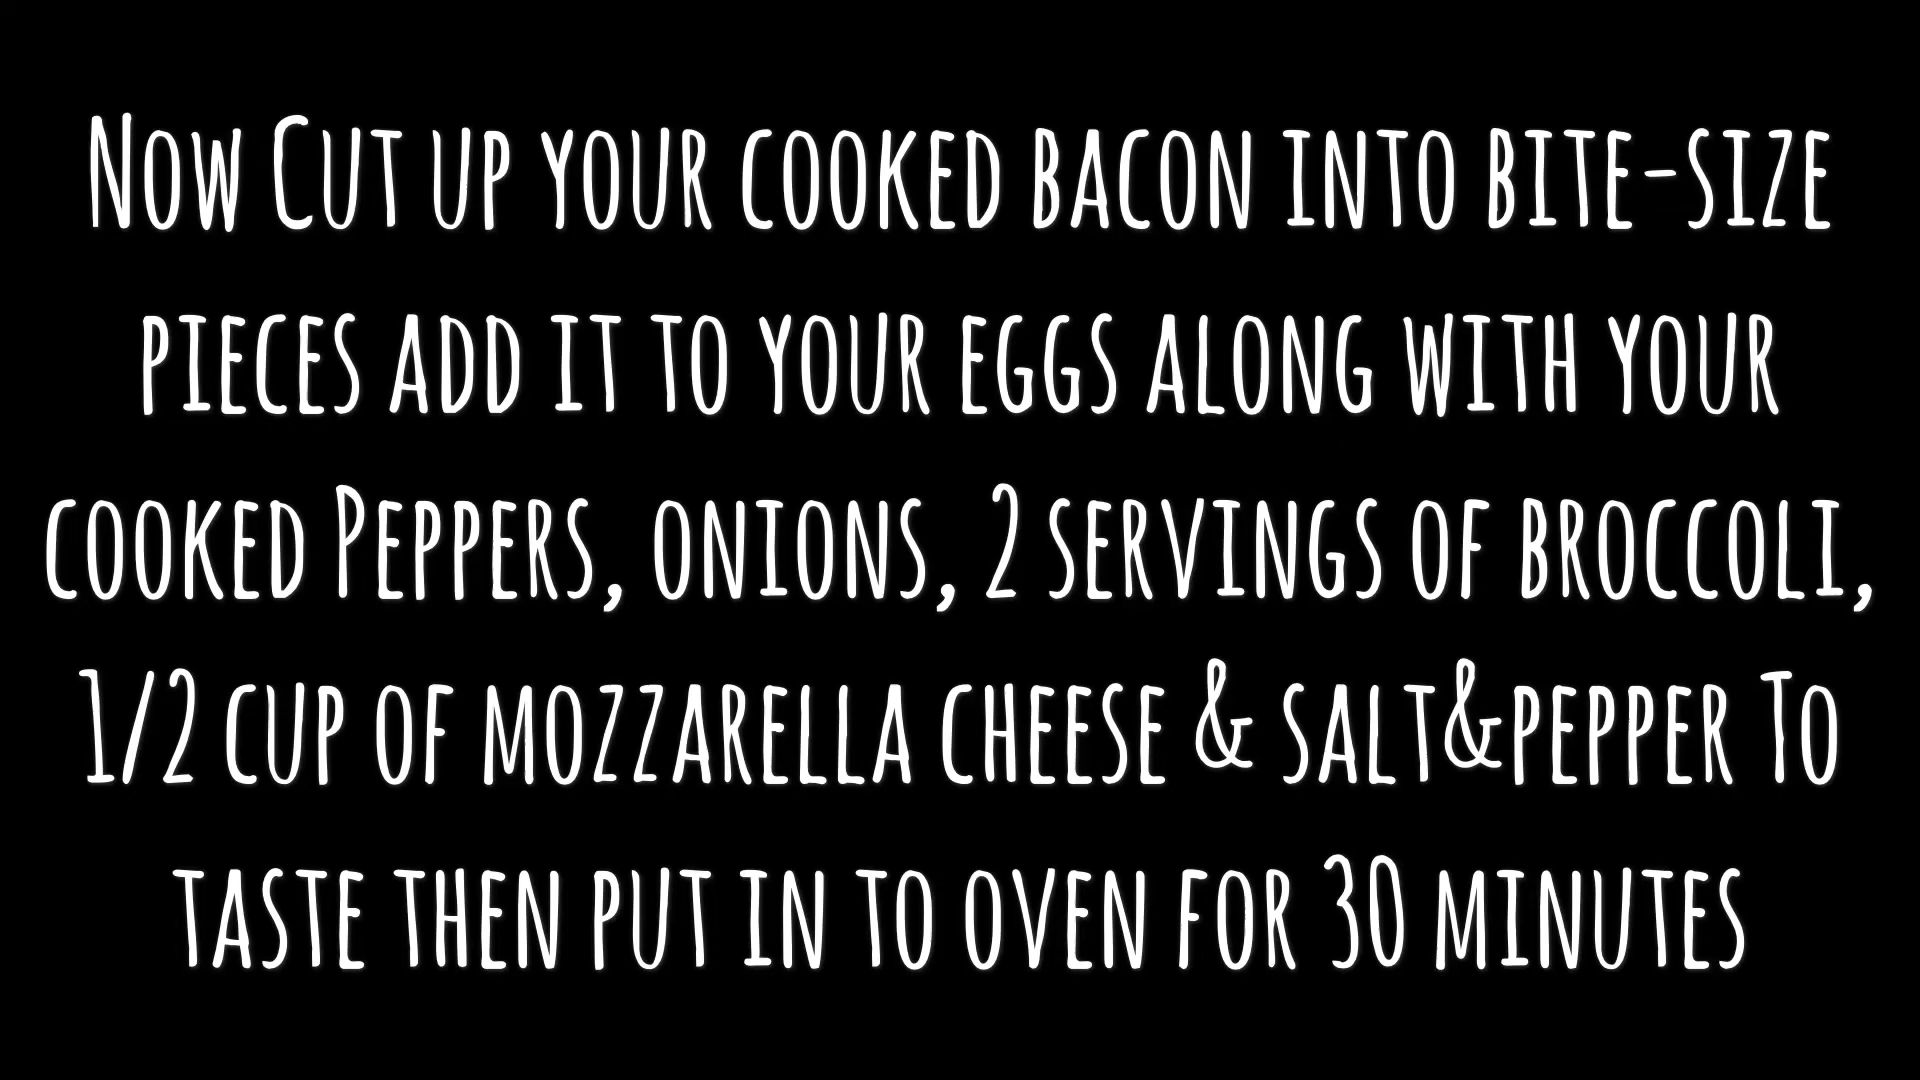 Now Cut up your cooked bacon into bite-size
pieces add it to your eggs along with your
cooked Peppers, onions, 2 servings of broccoli,
1/2 cup of mozzarella cheese & salt&pepper To
taste then put in to oven for 30 minutes